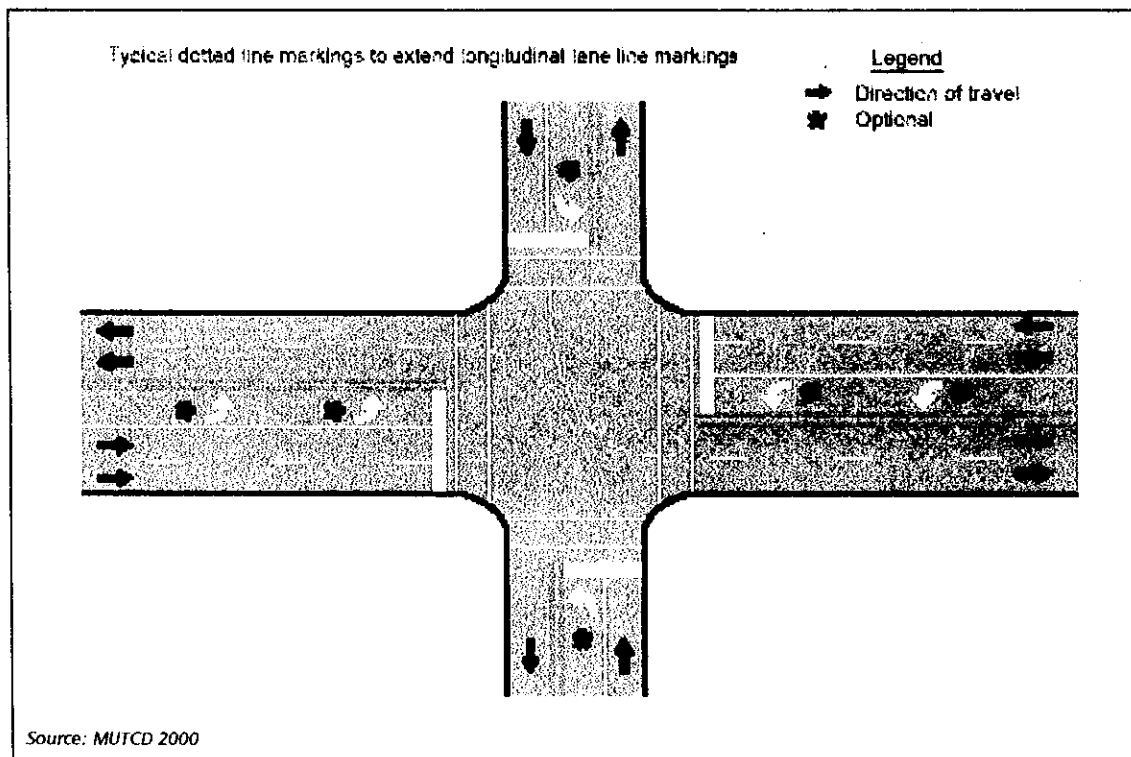 Typical dotted line markings to extend longitudinal lane line markings
Legend
Direction of travel
Optional
Source: MUTCD 2000